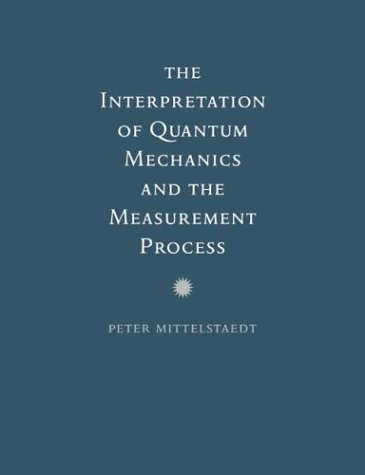 THE
INTERPRETATION
OF QUANTUM
MECHANICS
AND THE
MEASUREMENT
PROCESS
PETER MITTELSTAEDT